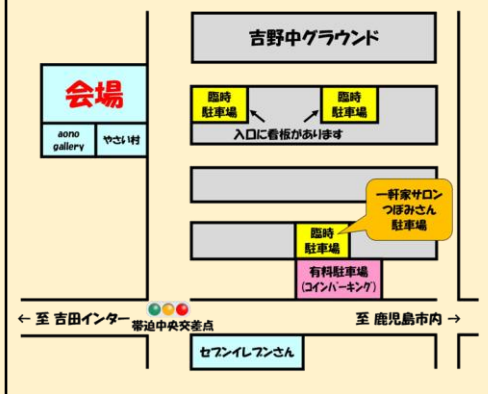 吉野中グラウンド
会場
aono
gallery
やさい村
臨時
駐車場
臨時
駐車場
入口に看板があります
一軒家サロン
つぼみさん
駐車場
臨時
駐車場
有料駐車場
(コインパーキング)
← 至 吉田インター
帯迫中央交差点
至 鹿児島市内 →
セブンイレブンさん